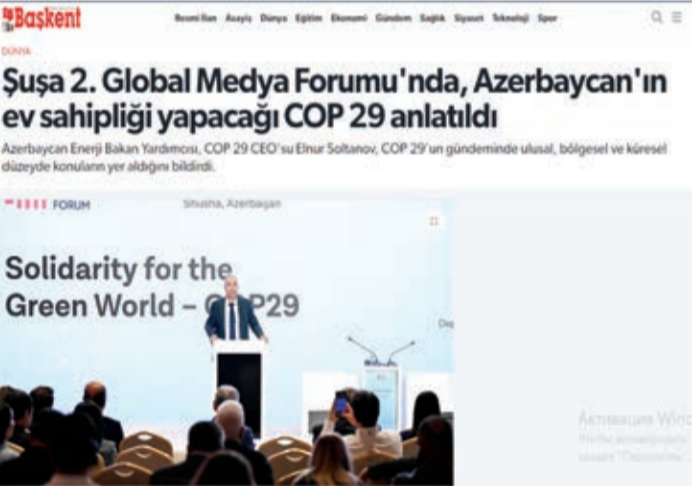 Başkent
Resmi İlan Asayiş Dünya Eğitim Ekonomi Gündem Sağlık Siyaset Teknoloji Spor
DÜNYA
Şuşa 2. Global Medya Forumu'nda, Azerbaycan'ın
ev sahipliği yapacağı COP 29 anlatıldı
Azerbaycan Enerji Bakan Yardımcısı, COP 29 CEO'su Elnur Soltanov, COP 29'un gündeminde ulusal, bölgesel ve küresel
düzeyde konuların yer aldığını bildirdi.
FORUM
Shusha, Azerbaijan
Solidarity for the
Green World – COP29
Активация Wind